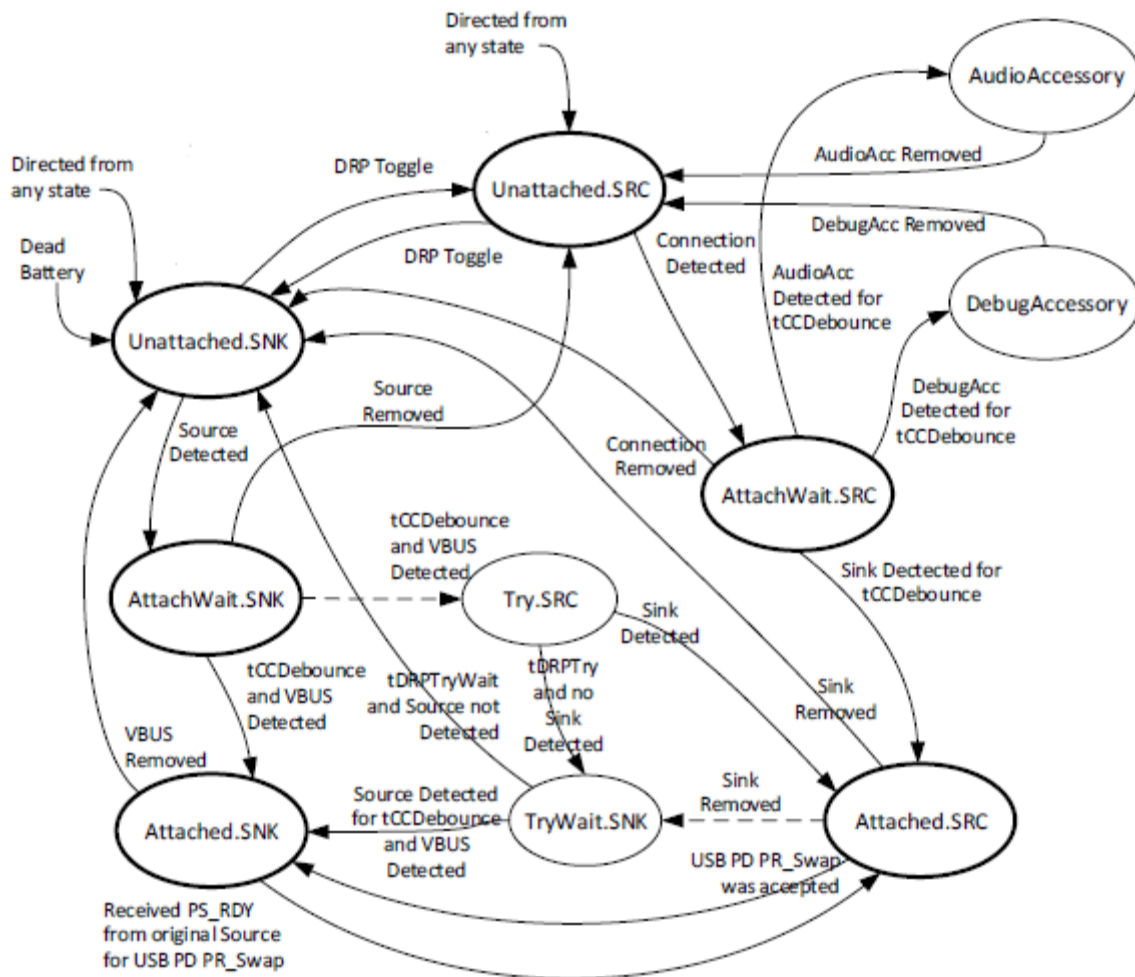 Directed from
any state
AudioAccessory
AudioAcc Removed
Directed from
any state
DRP Toggle
Unattached.SRC
DebugAcc Removed
Connection
Detected
Dead
Battery
DRP Toggle
AudioAcc
Detected for
tCCDebounce
DebugAccessory
Unattached.SNK
Source
Removed
DebugAcc
Detected for
tCCDebounce
Source
Detected
Connection
Removed
AttachWait.SRC
tCCDebounce
and VBUS
Detected
Sink Dectected for
tCCDebounce
AttachWait.SNK
Try.SRC
Sink
Detected
tCCDebounce
and VBUS
Detected
tDRPTryWait
and Source not
Detected
tDRPTry
and no
Sink
Detected
Sink
Removed
VBUS
Removed
Source Detected
for tCCDebounce
and VBUS
Detected
Sink
Removed
Attached.SNK
TryWait.SNK
Attached.SRC
USB PD PR_Swap
was accepted
Received PS_RDY
from original Source
for USB PD PR_Swap